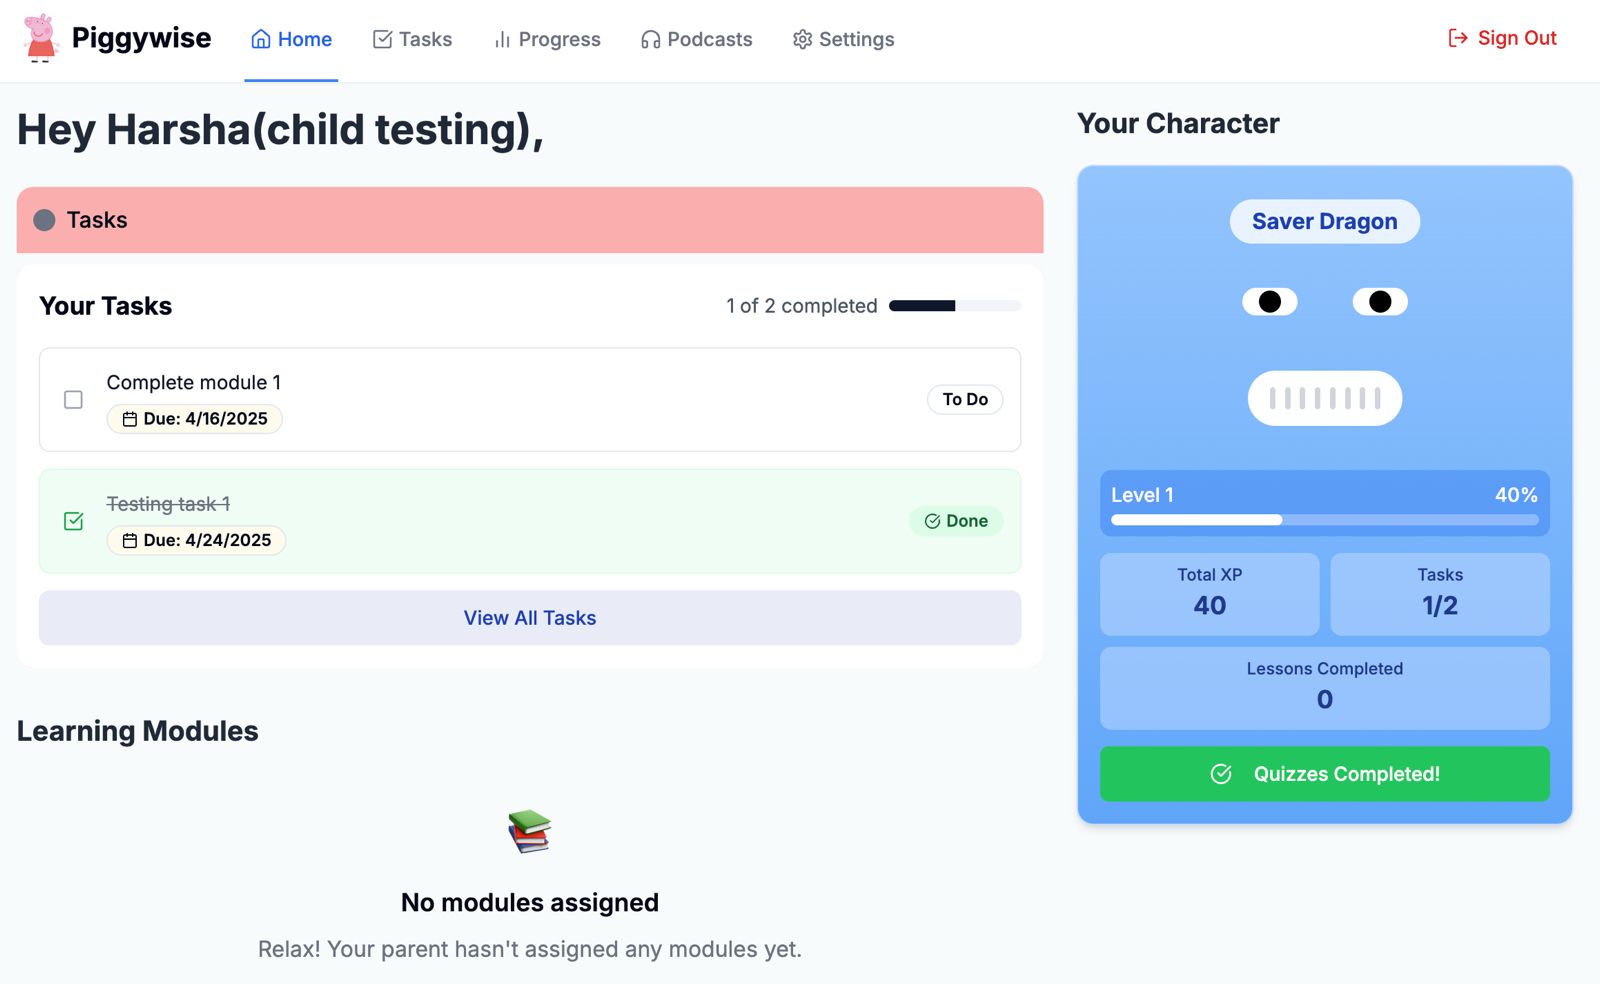 Piggywise
Home
Tasks
Progress
Podcasts
Settings
Sign Out
Hey Harsha(child testing),
Tasks
Your Tasks
1 of 2 completed
Complete module 1
Due: 4/16/2025
To Do
Testing task 1
Due: 4/24/2025
Done
View All Tasks
Learning Modules
No modules assigned
Relax! Your parent hasn't assigned any modules yet.
Your Character
Saver Dragon
Level 1
40%
Total XP
40
Tasks
1/2
Lessons Completed
0
Quizzes Completed!